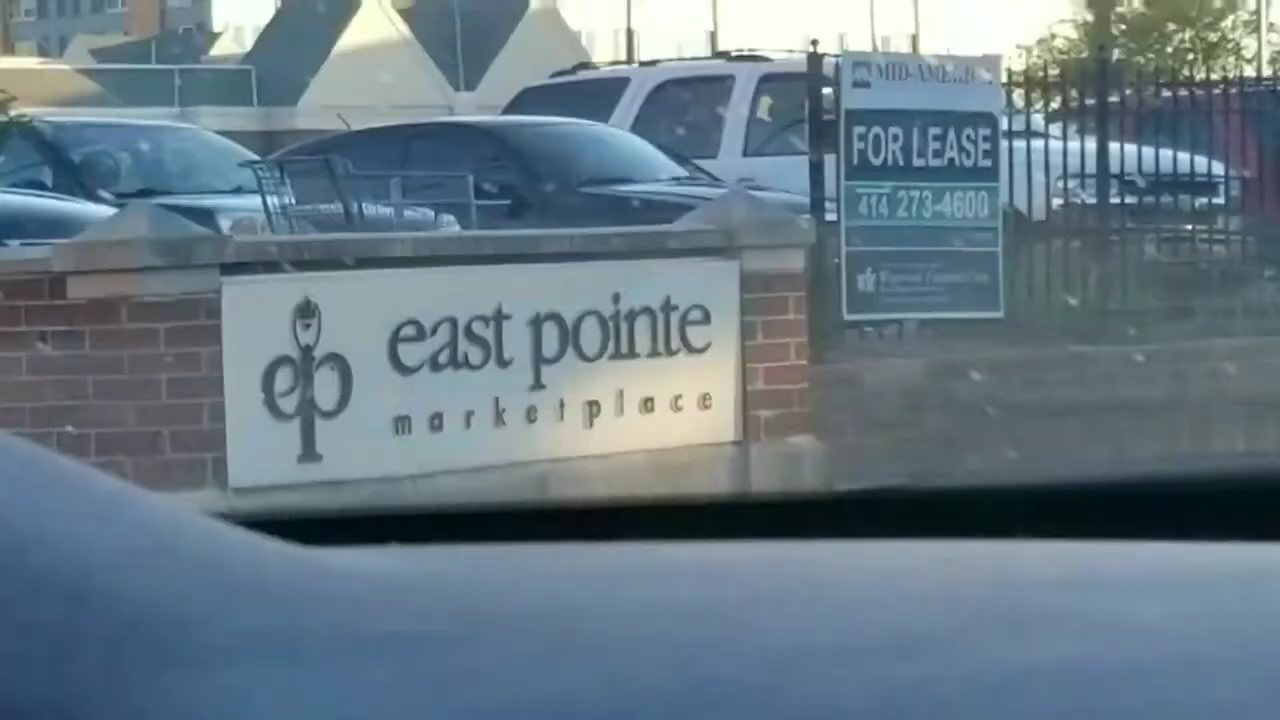 ep
east pointe
marketplace
MID-AMERICA
FOR LEASE
414 273-4600